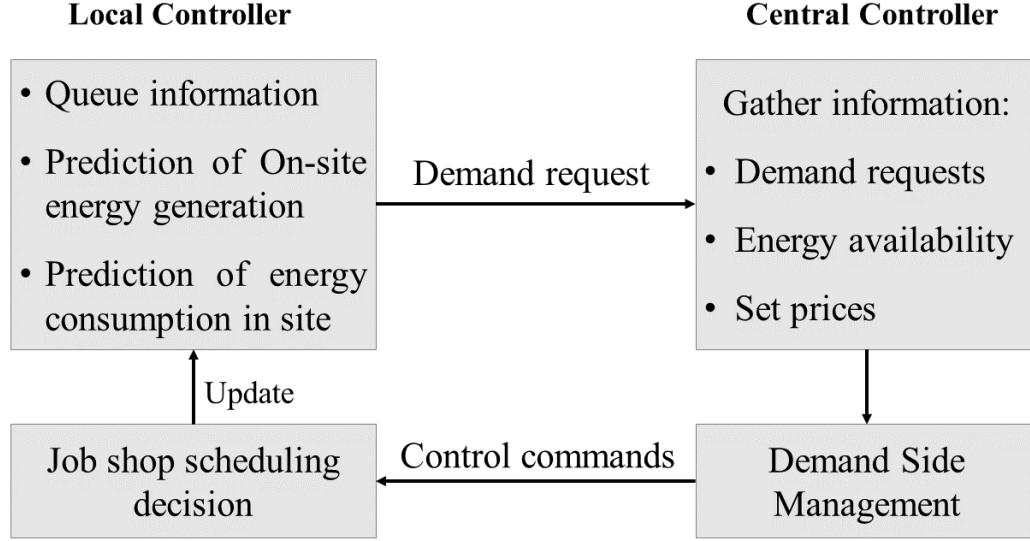 Local Controller
• Queue information
• Prediction of On-site
energy generation
• Prediction of energy
consumption in site
Demand request
Central Controller
Gather information:
• Demand requests
• Energy availability
• Set prices
Update
Job shop scheduling
decision
Control commands
Demand Side
Management